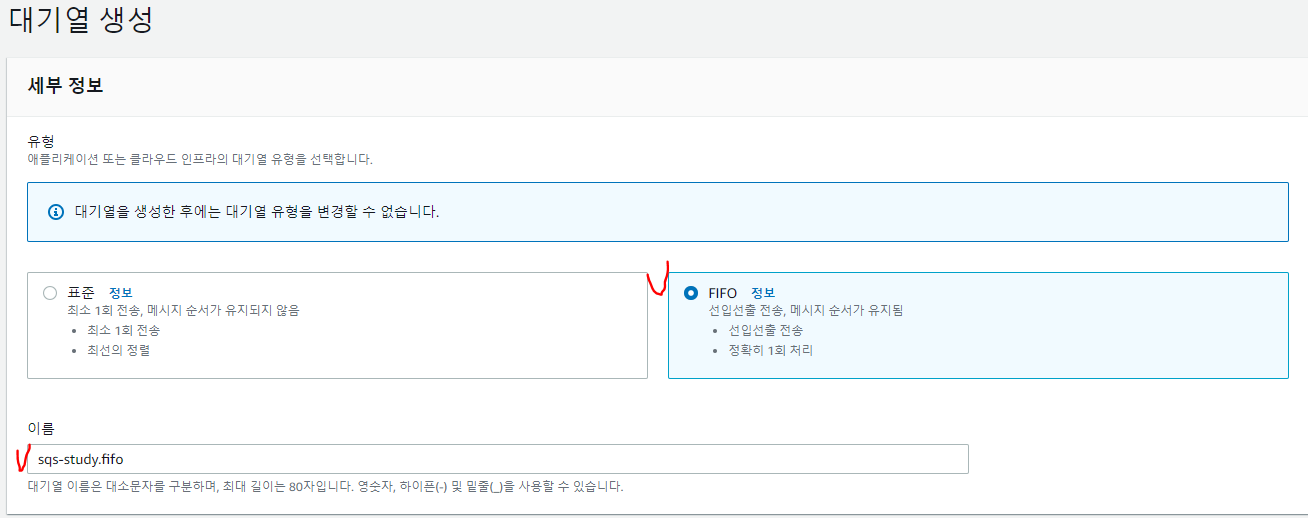 대기열 생성
세부 정보
유형
애플리케이션 또는 클라우드 인프라의 대기열 유형을 선택합니다.
대기열을 생성한 후에는 대기열 유형을 변경할 수 없습니다.
표준 정보
최소 1회 전송, 메시지 순서가 유지되지 않음
• 최소 1회 전송
• 최선의 정렬
FIFO 정보
선입선출 전송, 메시지 순서가 유지됨
• 선입선출 전송
• 정확히 1회 처리
이름
sqs-study.fifo
대기열 이름은 대소문자를 구분하며, 최대 길이는 80자입니다. 영숫자, 하이픈(-) 및 밑줄(_)을 사용할 수 있습니다.